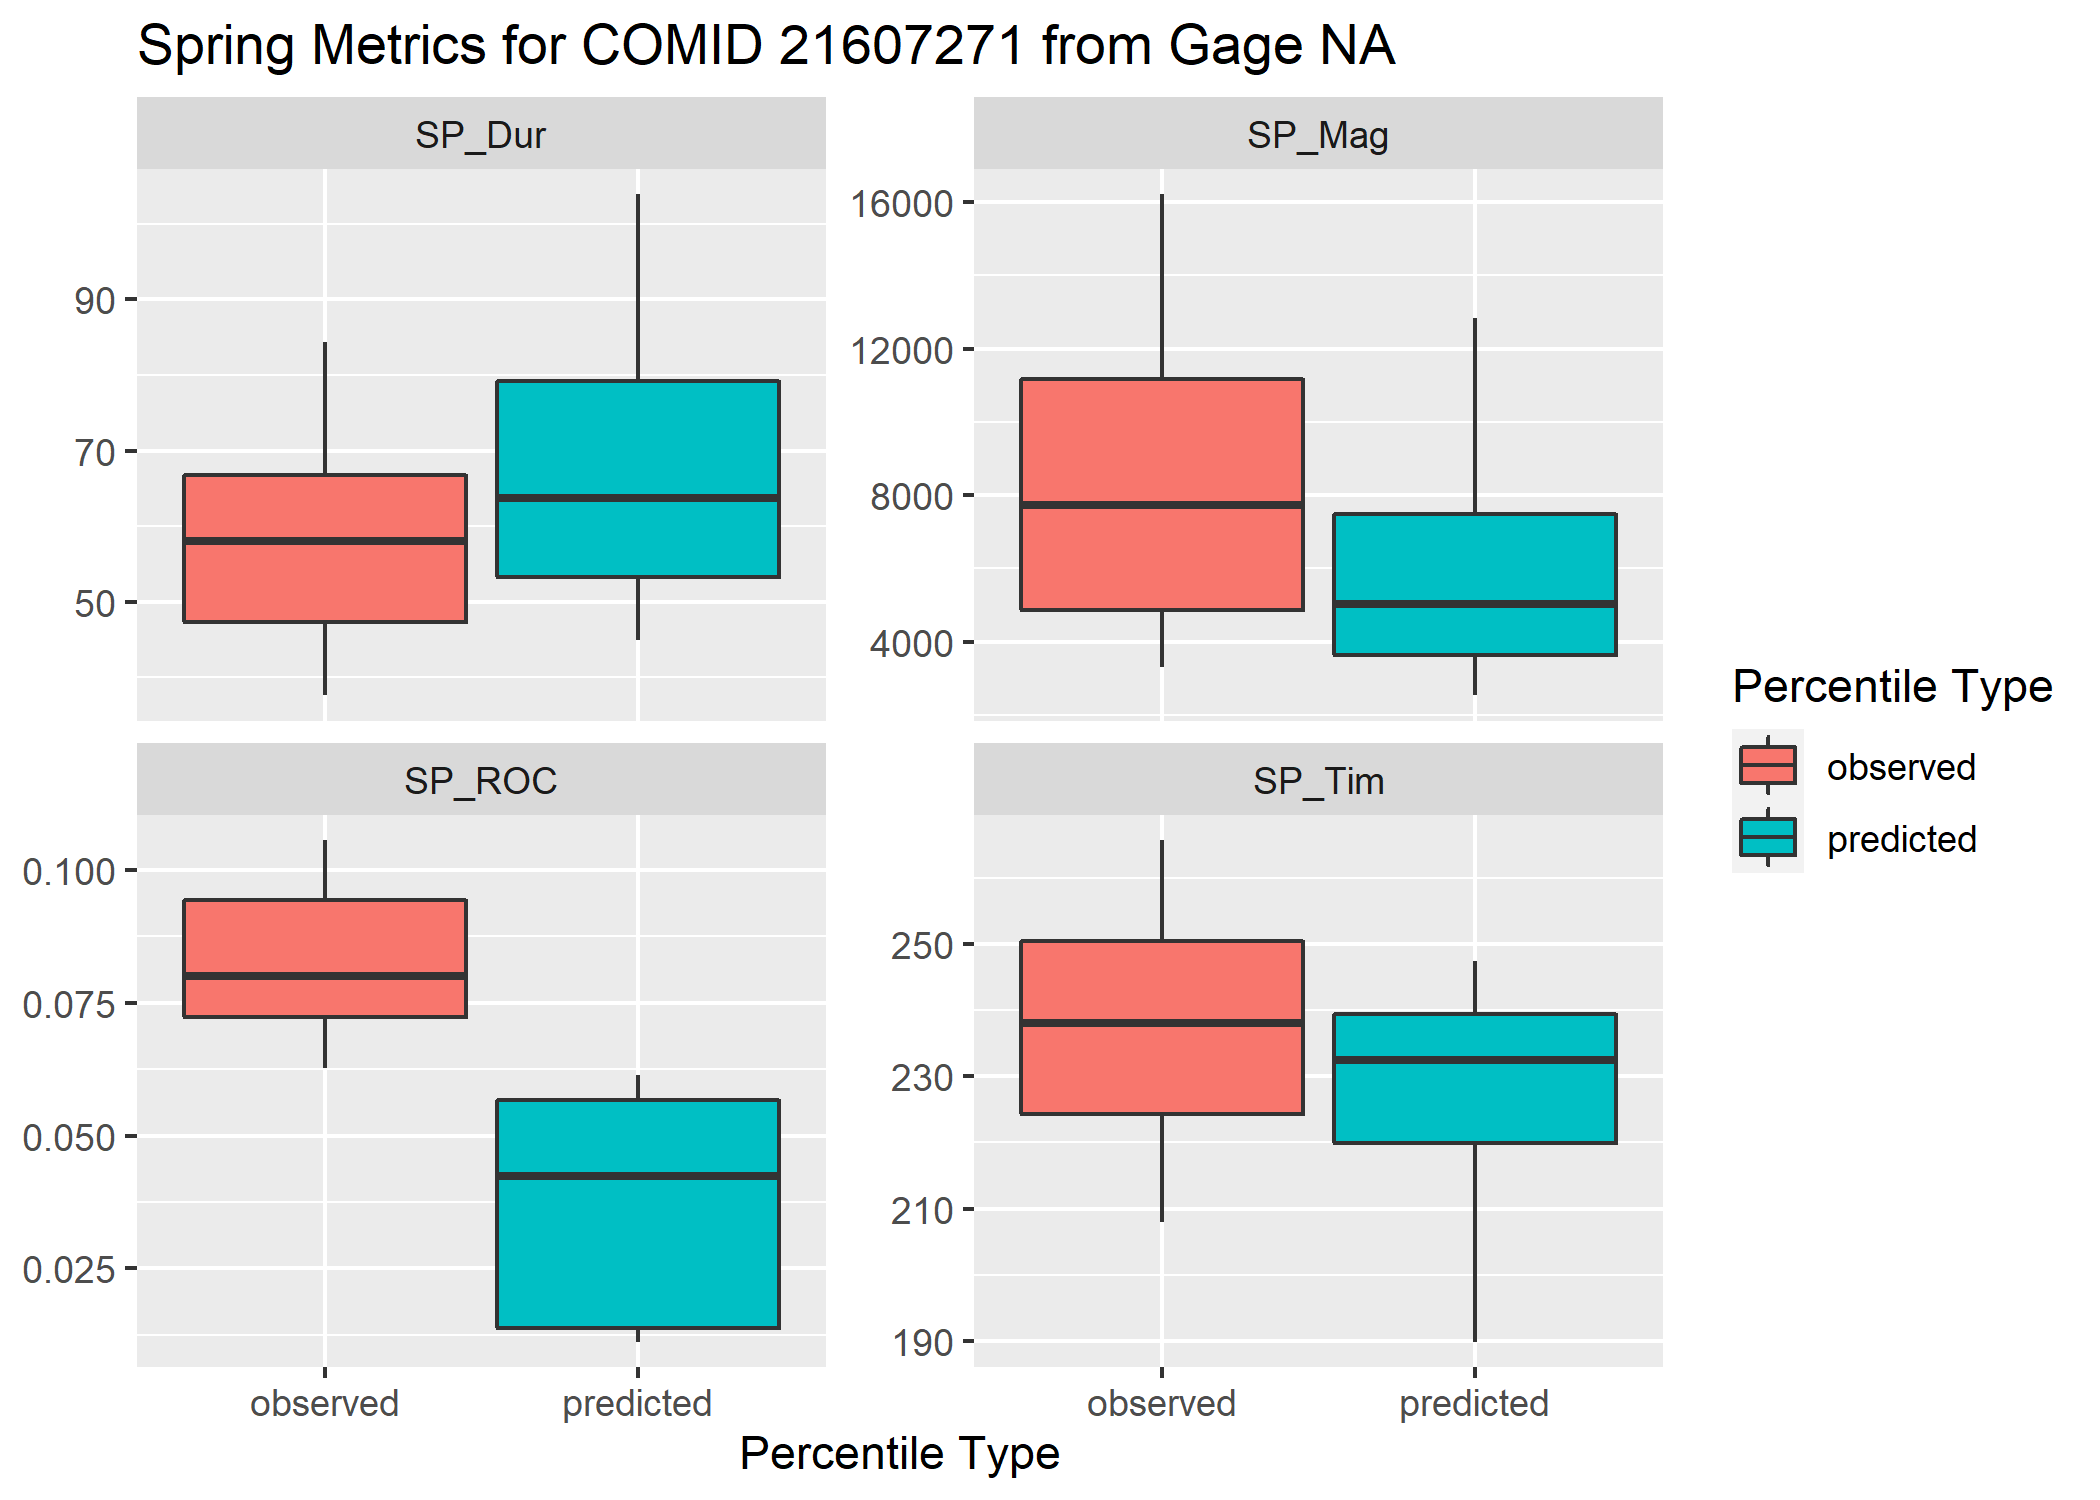 Spring Metrics for COMID 21607271 from Gage NA
SP_Dur
SP_Mag
90
70
50
16000
12000
8000
4000
SP_ROC
SP_Tim
0.100
0.075
0.050
0.025
250
230
210
190
observed
predicted
observed
predicted
Percentile Type
Percentile Type
observed
predicted